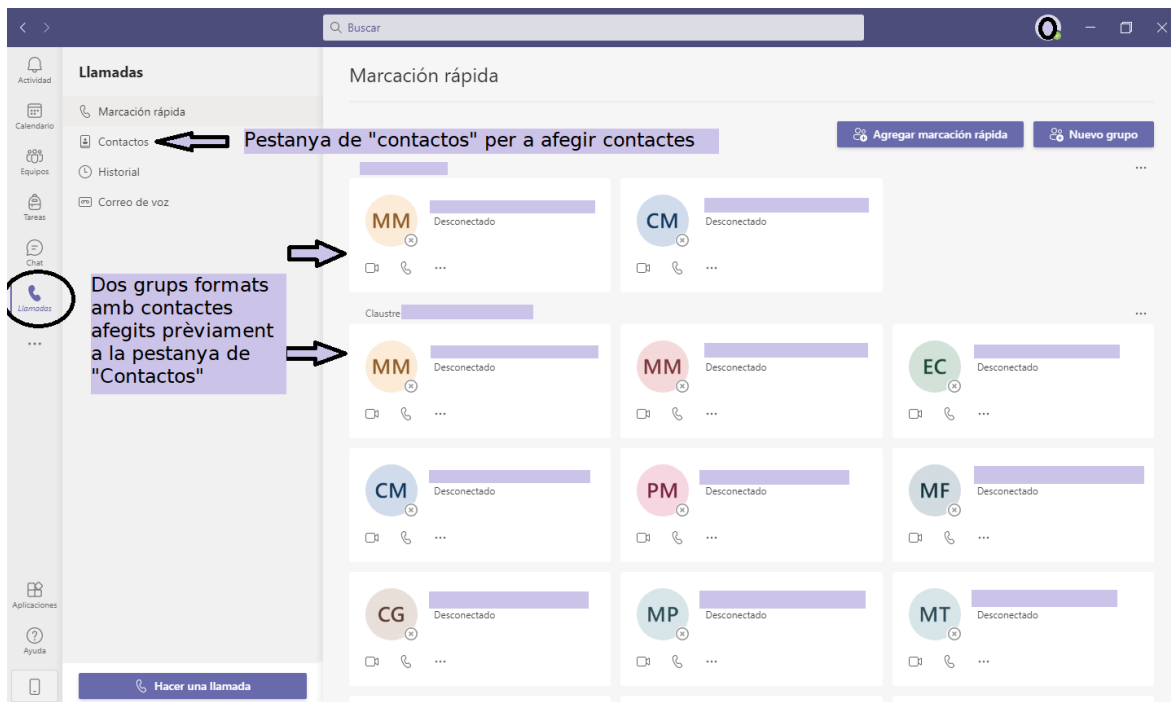 Buscar
Actividad
Calendario
Equipos
Tareas
Chat
Llamadas
Aplicaciones
Ayuda
Llamadas
Marcación rápida
Contactos
Historial
Correo de voz
Pestanya de "contactos" per a afegir contactes
Dos grups formats
amb contactes
afegits prèviament
a la pestanya de
"Contactos"
Hacer una llamada
Marcación rápida
Agregar marcación rápida
Nuevo grupo
MM
Desconectado
CM
Desconectado
Claustre
MM
Desconectado
MM
Desconectado
EC
Desconectado
CM
Desconectado
PM
Desconectado
MF
Desconectado
CG
Desconectado
MP
Desconectado
MT
Desconectado